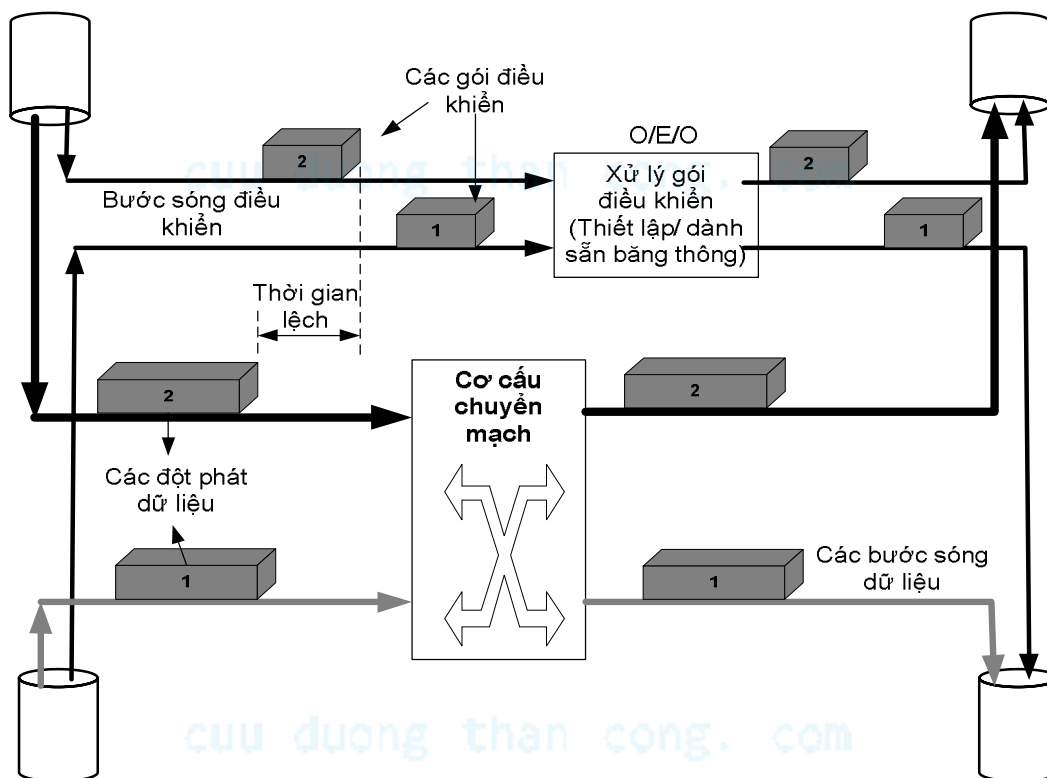 Các gói điều
khiển
O/E/O
2
2
cuu duong than cong. com
Xử lý gói
điều khiển
(Thiết lập/ dành
sẵn băng thông)
Bước sóng điều
khiển
1
1
Thời gian
lệch
Cơ cấu
chuyển
mạch
2
2
Các đột phát
dữ liệu
Các bước sóng
dữ liệu
1
1
cuu duong than cong. com